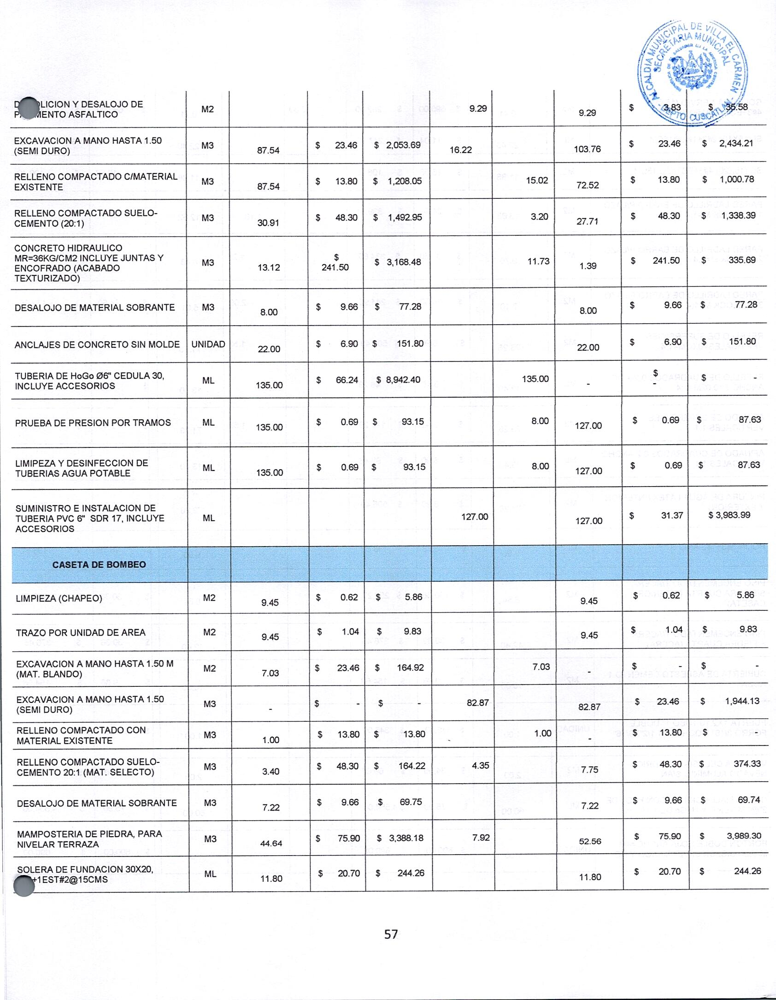 ALCALDIA MUNICIPAL DE VILLA EL CARMEN
SECRETARIA MUNICIPAL
REPUBLICA DE EL SALVADOR EN LA AMERICA CENTRAL
- DEPTO CUSCATLAN -
D LICION Y DESALOJO DE
P MENTO ASFALTICO M2 9.29 9.29 $ 3.83 $ 35.58
EXCAVACION A MANO HASTA 1.50
(SEMI DURO) M3 87.54 $ 23.46 $ 2,053.69 16.22 103.76 $ 23.46 $ 2,434.21
RELLENO COMPACTADO C/MATERIAL
EXISTENTE M3 87.54 $ 13.80 $ 1,208.05 15.02 72.52 $ 13.80 $ 1,000.78
RELLENO COMPACTADO SUELO-
CEMENTO (20:1) M3 30.91 $ 48.30 $ 1,492.95 3.20 27.71 $ 48.30 $ 1,338.39
CONCRETO HIDRAULICO
MR=36KG/CM2 INCLUYE JUNTAS Y
ENCOFRADO (ACABADO
TEXTURIZADO) M3 13.12 $ 241.50 $ 3,168.48 11.73 1.39 $ 241.50 $ 335.69
DESALOJO DE MATERIAL SOBRANTE M3 8.00 $ 9.66 $ 77.28 8.00 $ 9.66 $ 77.28
ANCLAJES DE CONCRETO SIN MOLDE UNIDAD 22.00 $ 6.90 $ 151.80 22.00 $ 6.90 $ 151.80
TUBERIA DE HoGo Ø6" CEDULA 30,
INCLUYE ACCESORIOS ML 135.00 $ 66.24 $ 8,942.40 135.00 - $ - $ -
PRUEBA DE PRESION POR TRAMOS ML 135.00 $ 0.69 $ 93.15 8.00 127.00 $ 0.69 $ 87.63
LIMIPEZA Y DESINFECCION DE
TUBERIAS AGUA POTABLE ML 135.00 $ 0.69 $ 93.15 8.00 127.00 $ 0.69 $ 87.63
SUMINISTRO E INSTALACION DE
TUBERIA PVC 6" SDR 17, INCLUYE
ACCESORIOS ML 127.00 127.00 $ 31.37 $ 3,983.99
CASETA DE BOMBEO
LIMPIEZA (CHAPEO) M2 9.45 $ 0.62 $ 5.86 9.45 $ 0.62 $ 5.86
TRAZO POR UNIDAD DE AREA M2 9.45 $ 1.04 $ 9.83 9.45 $ 1.04 $ 9.83
EXCAVACION A MANO HASTA 1.50 M
(MAT. BLANDO) M2 7.03 $ 23.46 $ 164.92 7.03 - $ - $ -
EXCAVACION A MANO HASTA 1.50
(SEMI DURO) M3 - $ - $ - 82.87 82.87 $ 23.46 $ 1,944.13
RELLENO COMPACTADO CON
MATERIAL EXISTENTE M3 1.00 $ 13.80 $ 13.80 1.00 - $ 13.80 $ -
RELLENO COMPACTADO SUELO-
CEMENTO 20:1 (MAT. SELECTO) M3 3.40 $ 48.30 $ 164.22 4.35 7.75 $ 48.30 $ 374.33
DESALOJO DE MATERIAL SOBRANTE M3 7.22 $ 9.66 $ 69.75 7.22 $ 9.66 $ 69.74
MAMPOSTERIA DE PIEDRA, PARA
NIVELAR TERRAZA M3 44.64 $ 75.90 $ 3,388.18 7.92 52.56 $ 75.90 $ 3,989.30
SOLERA DE FUNDACION 30X20,
+1EST#2@15CMS ML 11.80 $ 20.70 $ 244.26 11.80 $ 20.70 $ 244.26
57